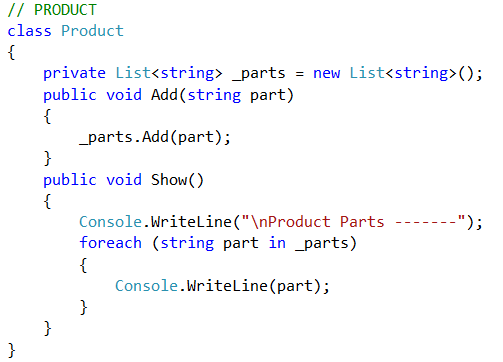 // PRODUCT
class Product
{
    private List<string> _parts = new List<string>();
    public void Add(string part)
    {
        _parts.Add(part);
    }
    public void Show()
    {
        Console.WriteLine("\nProduct Parts -------");
        foreach (string part in _parts)
        {
            Console.WriteLine(part);
        }
    }
}